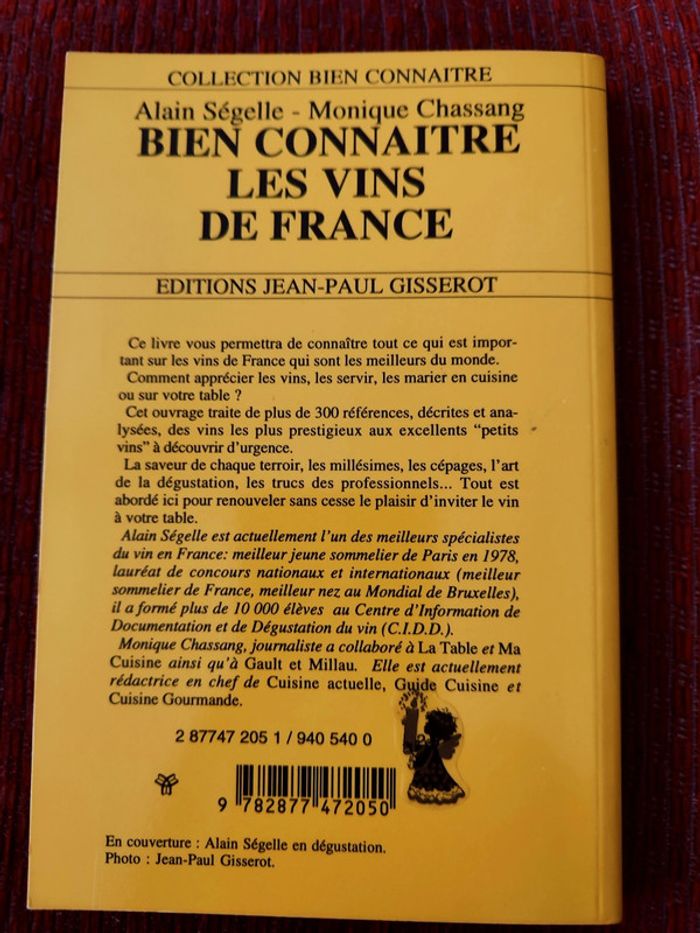 COLLECTION BIEN CONNAITRE
Alain Ségelle - Monique Chassang
BIEN CONNAITRE
LES VINS
DE FRANCE
EDITIONS JEAN-PAUL GISSEROT
Ce livre vous permettra de connaître tout ce qui est impor-
tant sur les vins de France qui sont les meilleurs du monde.
Comment apprécier les vins, les servir, les marier en cuisine
ou sur votre table ?
Cet ouvrage traite de plus de 300 références, décrites et ana-
lysées, des vins les plus prestigieux aux excellents “petits
vins” à découvrir d'urgence.
La saveur de chaque terroir, les millésimes, les cépages, l'art
de la dégustation, les trucs des professionnels... Tout est
abordé ici pour renouveler sans cesse le plaisir d'inviter le vin
à votre table.
Alain Ségelle est actuellement l'un des meilleurs spécialistes
du vin en France: meilleur jeune sommelier de Paris en 1978,
lauréat de concours nationaux et internationaux (meilleur
sommelier de France, meilleur nez au Mondial de Bruxelles),
il a formé plus de 10 000 élèves au Centre d'Information de
Documentation et de Dégustation du vin (C.I.D.D.).
Monique Chassang, journaliste a collaboré à La Table et Ma
Cuisine ainsi qu'à Gault et Millau. Elle est actuellement
rédactrice en chef de Cuisine actuelle, Guide Cuisine et
Cuisine Gourmande.
2 87747 205 1 / 940 540 0
9 782877 472050
En couverture : Alain Ségelle en dégustation.
Photo : Jean-Paul Gisserot.